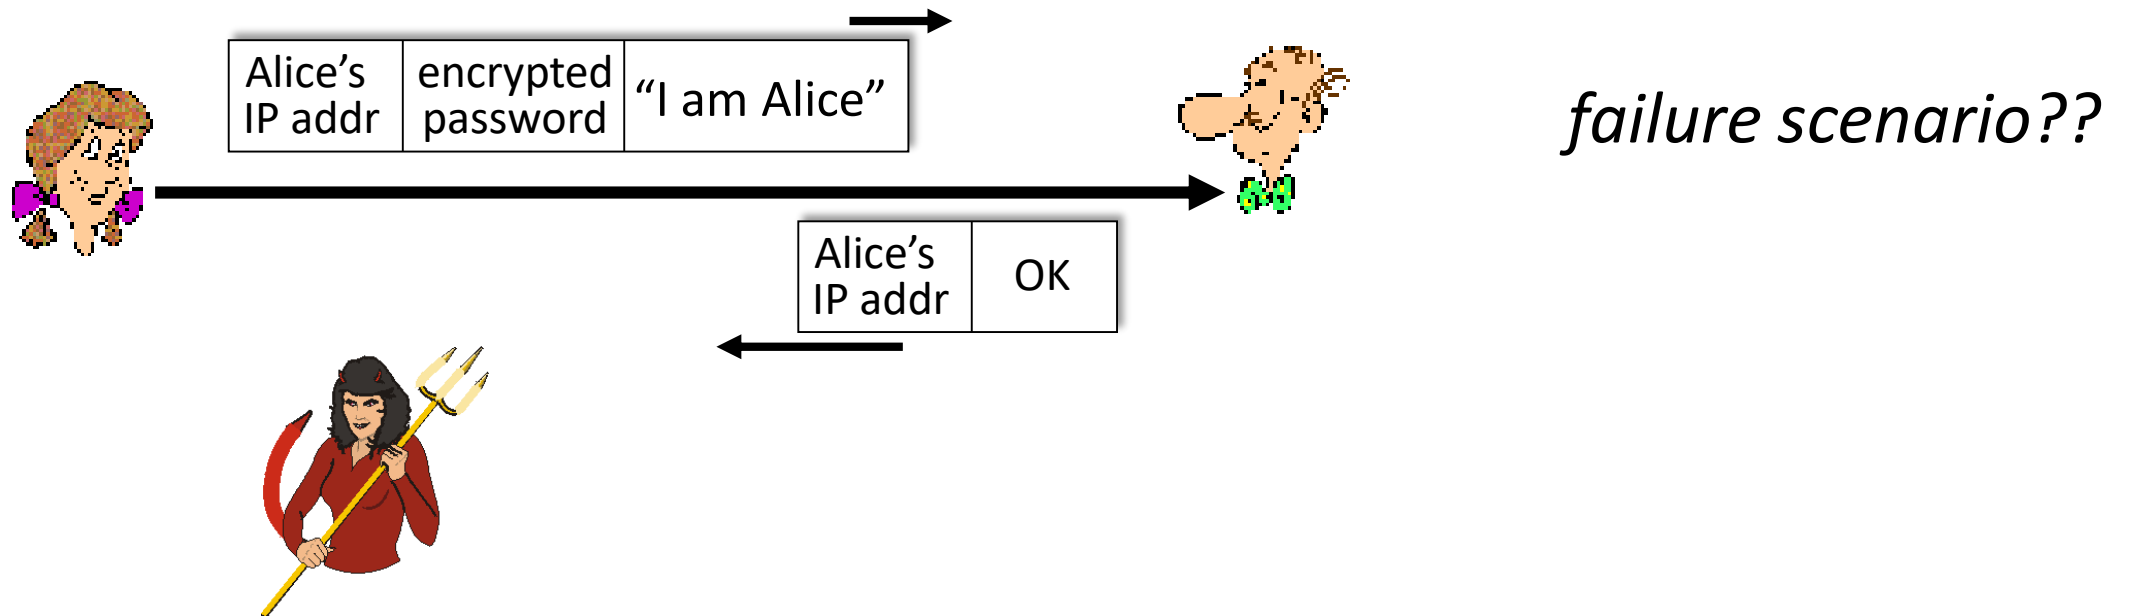 Alice’s
IP addr
encrypted
password
“I am Alice”
failure scenario??
Alice’s
IP addr
OK